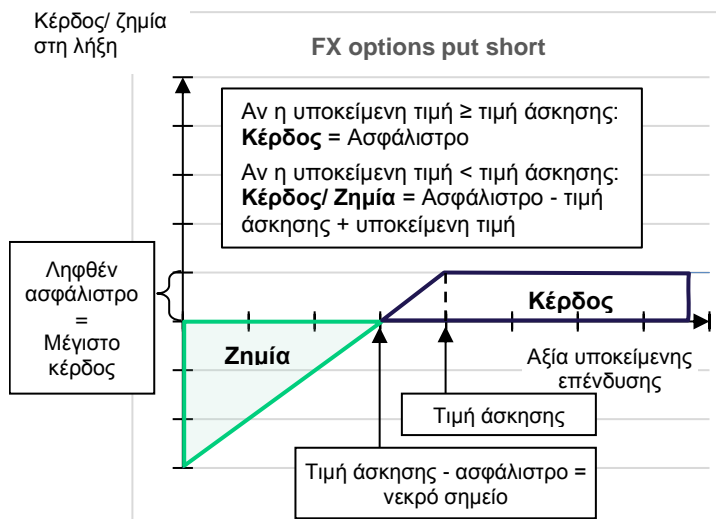 Κέρδος/ ζημία
στη λήξη
FX options put short
Αν η υποκείμενη τιμή ≥ τιμή άσκησης:
Κέρδος = Ασφάλιστρο
Αν η υποκείμενη τιμή < τιμή άσκησης:
Κέρδος/ Ζημία = Ασφάλιστρο - τιμή
άσκησης + υποκείμενη τιμή
Ληφθέν
ασφάλιστρο
=
Μέγιστο
κέρδος
Κέρδος
Ζημία
Αξία υποκείμενης
επένδυσης
Τιμή άσκησης
Τιμή άσκησης - ασφάλιστρο =
νεκρό σημείο